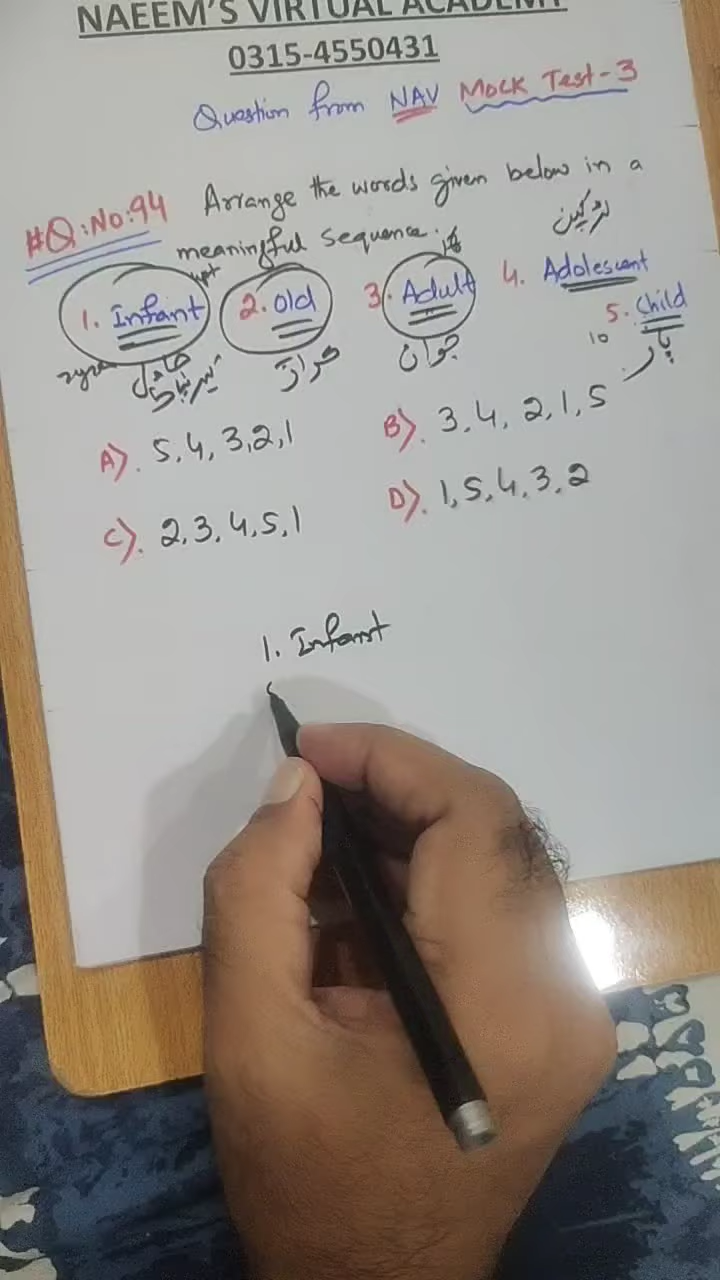 NAEEM'S VIRTUAL ACADEMY
0315-4550431
Question from NAV Mock Test-3
#Q:No:94 Arrange the words given below in a
meaningful sequence.
1. Infant 2. Old 3. Adult 4. Adolescent
5. Child
10
جوان
A). 5,4,3,2,1 B). 3,4,2,1,5
C). 2,3,4,5,1 D). 1,5,4,3,2
1. Infant